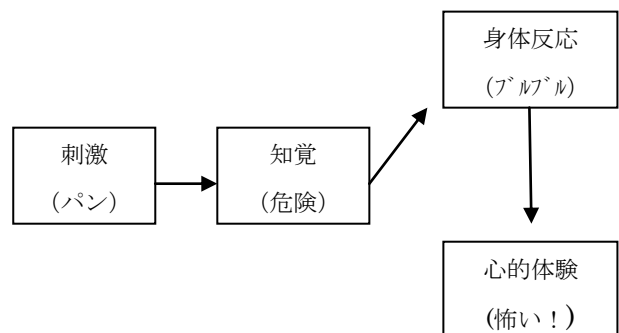 身体反応
(ﾌﾞﾙﾌﾞﾙ)
刺激
(パン)
知覚
(危険)
心的体験
(怖い！)